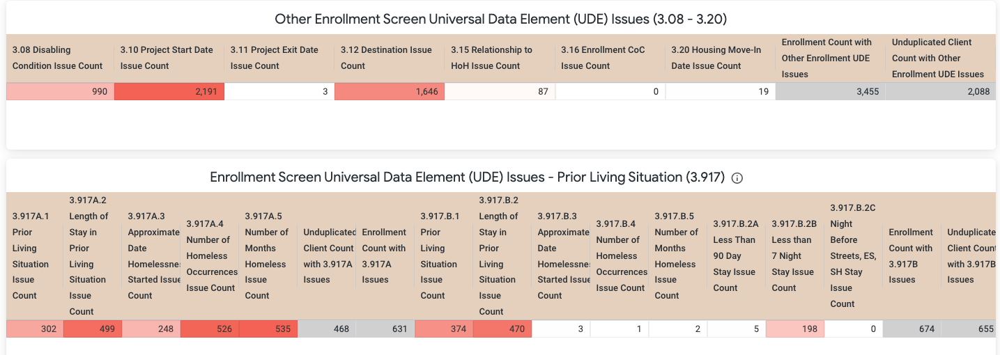 Other Enrollment Screen Universal Data Element (UDE) Issues (3.08 - 3.20)
3.08 Disabling
Condition Issue Count
3.10 Project Start Date
Issue Count
3.11 Project Exit Date
Issue Count
3.12 Destination Issue
Count
3.15 Relationship to
HoH Issue Count
3.16 Enrollment CoC
Issue Count
3.20 Housing Move-In
Date Issue Count
Enrollment Count with
Other Enrollment UDE
Issues
Unduplicated Client
Count with Other
Enrollment UDE Issues
990 2,191 3 1,646 87 0 19 3,455 2,088
Enrollment Screen Universal Data Element (UDE) Issues - Prior Living Situation (3.917)
3.917A.1
Prior
Living
Situation
Issue
Count
3.917A.2
Length of
Stay in
Prior
Living
Situation
Issue
Count
3.917A.3
Approximate
Date
Homelessnes
Started Issue
Count
3.917A.4
Number of
Homeless
Occurrences
Issue Count
3.917A.5
Number of
Months
Homeless
Issue
Count
Unduplicated
Client Count
with 3.917A
Issues
Enrollment
Count with
3.917A
Issues
3.917.B.1
Prior
Living
Situation
Issue
Count
3.917.B.2
Length of
Stay in
Prior
Living
Situation
Issue
Count
3.917.B.3
Approximate
Date
Homelessnes
Started Issue
Count
3.917.B.4
Number of
Homeless
Occurrences
Issue Count
3.917.B.5
Number of
Months
Homeless
Issue
Count
3.917.B.2A
Less Than
90 Day
Stay Issue
Count
3.917.B.2B
Less than
7 Night
Stay Issue
Count
3.917.B.2C
Night
Before
Streets, ES,
SH Stay
Issue
Count
Enrollment
Count with
3.917B
Issues
Unduplicate
Client Count
with 3.917B
Issues
302 499 248 526 535 468 631 374 470 3 1 2 5 198 0 674 655